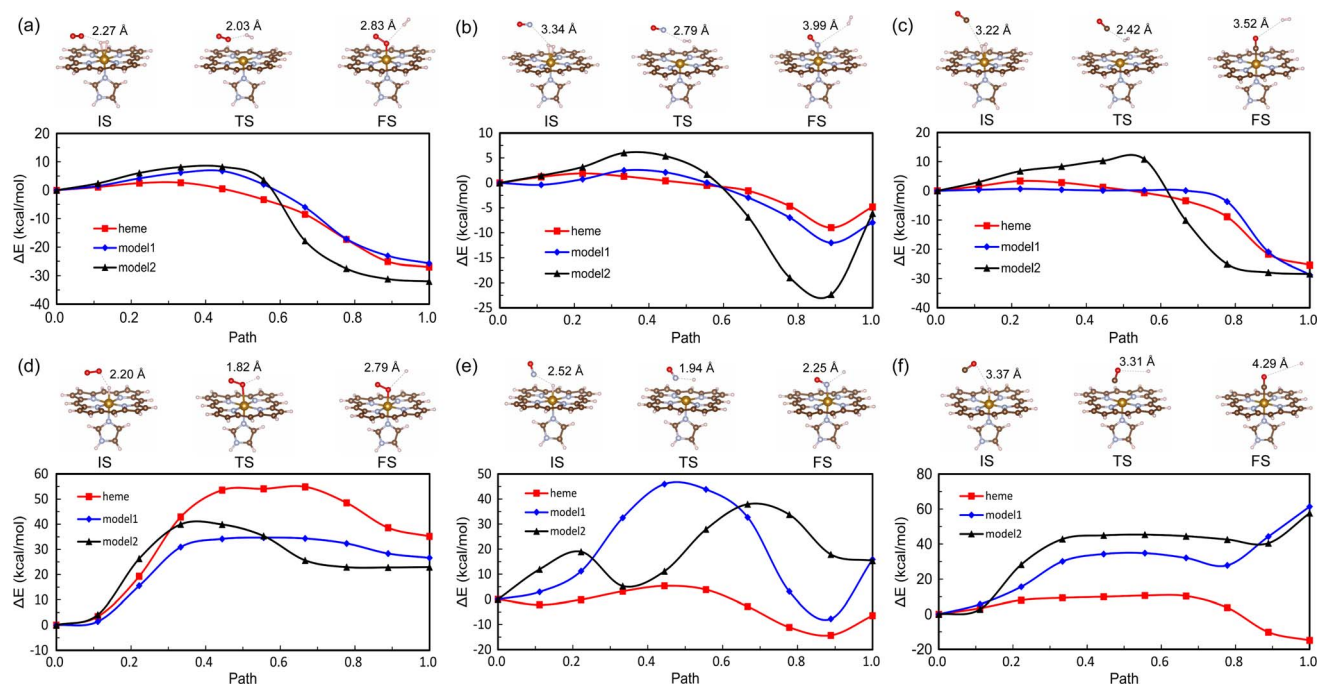 (a)
2.27 Å
2.03 Å
2.83 Å
IS
TS
FS
20
10
0
-10
-20
-30
-40
ΔE (kcal/mol)
heme
model1
model2
0.0 0.2 0.4 0.6 0.8 1.0
Path
(b)
3.34 Å
2.79 Å
3.99 Å
IS
TS
FS
10
5
0
-5
-10
-15
-20
-25
ΔE (kcal/mol)
heme
model1
model2
0.0 0.2 0.4 0.6 0.8 1.0
Path
(c)
3.22 Å
2.42 Å
3.52 Å
IS
TS
FS
20
10
0
-10
-20
-30
-40
ΔE (kcal/mol)
heme
model1
model2
0.0 0.2 0.4 0.6 0.8 1.0
Path
(d)
2.20 Å
1.82 Å
2.79 Å
IS
TS
FS
60
50
40
30
20
10
0
-10
ΔE (kcal/mol)
heme
model1
model2
0.0 0.2 0.4 0.6 0.8 1.0
Path
(e)
2.52 Å
1.94 Å
2.25 Å
IS
TS
FS
50
40
30
20
10
0
-10
-20
ΔE (kcal/mol)
heme
model1
model2
0.0 0.2 0.4 0.6 0.8 1.0
Path
(f)
3.37 Å
3.31 Å
4.29 Å
IS
TS
FS
80
60
40
20
0
-20
ΔE (kcal/mol)
heme
model1
model2
0.0 0.2 0.4 0.6 0.8 1.0
Path